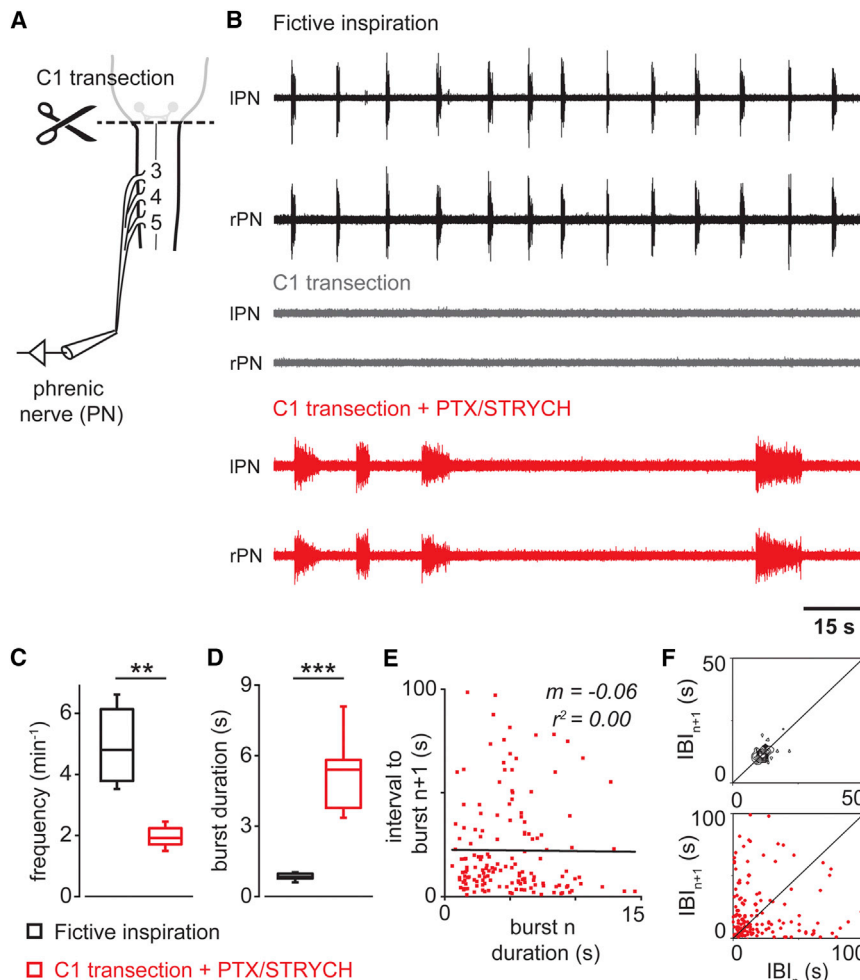 A
B
Fictive inspiration
C1 transection
lPN
3
4
5
rPN
C1 transection
lPN
rPN
phrenic
nerve (PN)
C1 transection + PTX/STRYCH
lPN
rPN
15 s
C
**
frequency (min⁻¹)
6
4
2
0
D
***
burst duration (s)
9
6
3
0
E
m = -0.06
r² = 0.00
interval to
burst n+1 (s)
100
0
0
15
burst n
duration (s)
F
50
IBIₙ₊₁ (s)
0
0
50
100
IBIₙ₊₁ (s)
0
0
100
IBIₙ (s)
Fictive inspiration
C1 transection + PTX/STRYCH